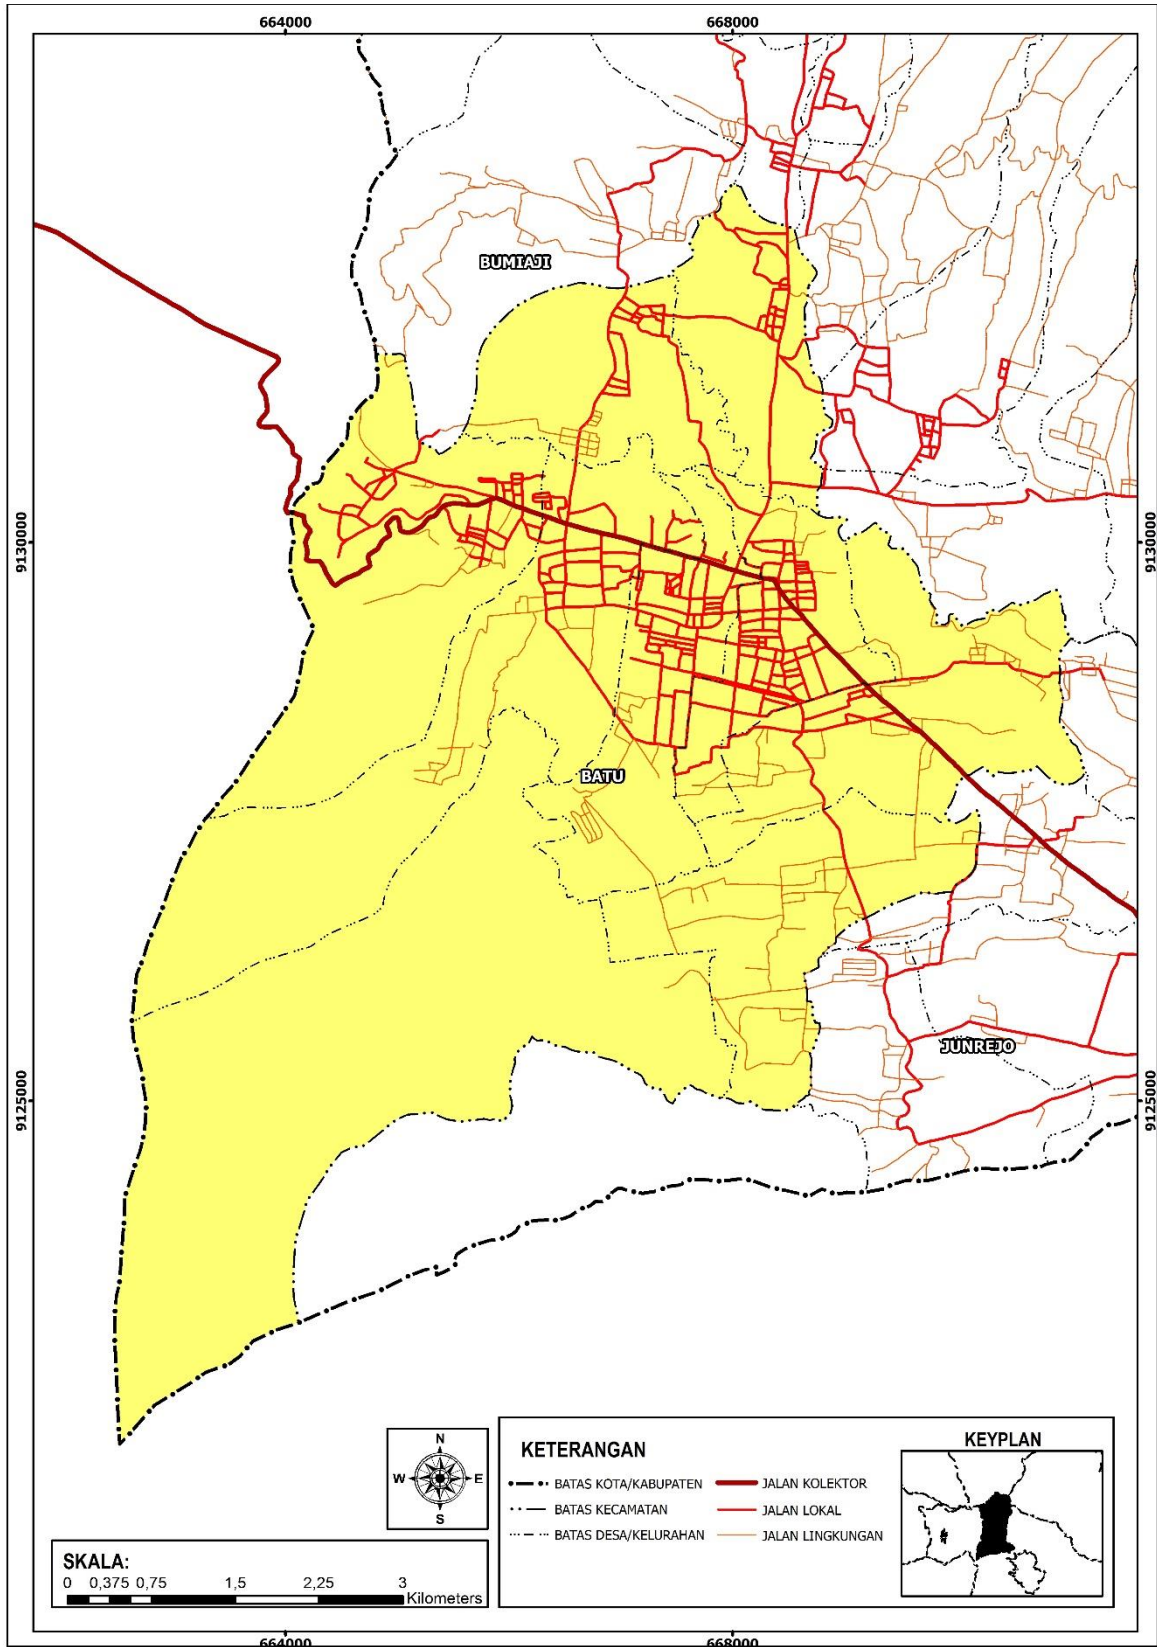 664000
668000
BUMIAJI
9130000
9130000
BATU
JUNREJO
9125000
9125000
N
W
E
S
KETERANGAN
BATAS KOTA/KABUPATEN
JALAN KOLEKTOR
BATAS KECAMATAN
JALAN LOKAL
BATAS DESA/KELURAHAN
JALAN LINGKUNGAN
KEYPLAN
SKALA:
0 0,375 0,75 1,5 2,25 3
Kilometers
664000
668000